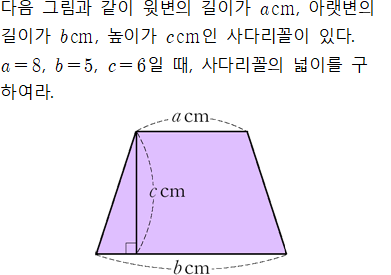 다음 그림과 같이 윗변의 길이가 a cm, 아랫변의
길이가 b cm, 높이가 c cm인 사다리꼴이 있다.
a=8, b=5, c=6일 때, 사다리꼴의 넓이를 구
하여라.
a cm
c cm
b cm